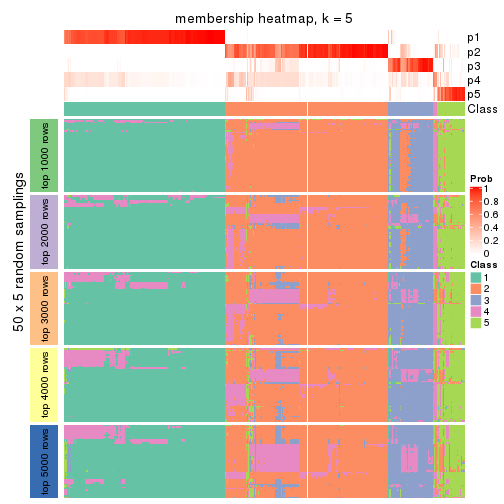 membership heatmap, k = 5
p1
p2
p3
p4
p5
Class
50 x 5 random samplings
top 1000 rows
top 2000 rows
top 3000 rows
top 4000 rows
top 5000 rows
Prob
1
0.8
0.6
0.4
0.2
0
Class
1
2
3
4
5